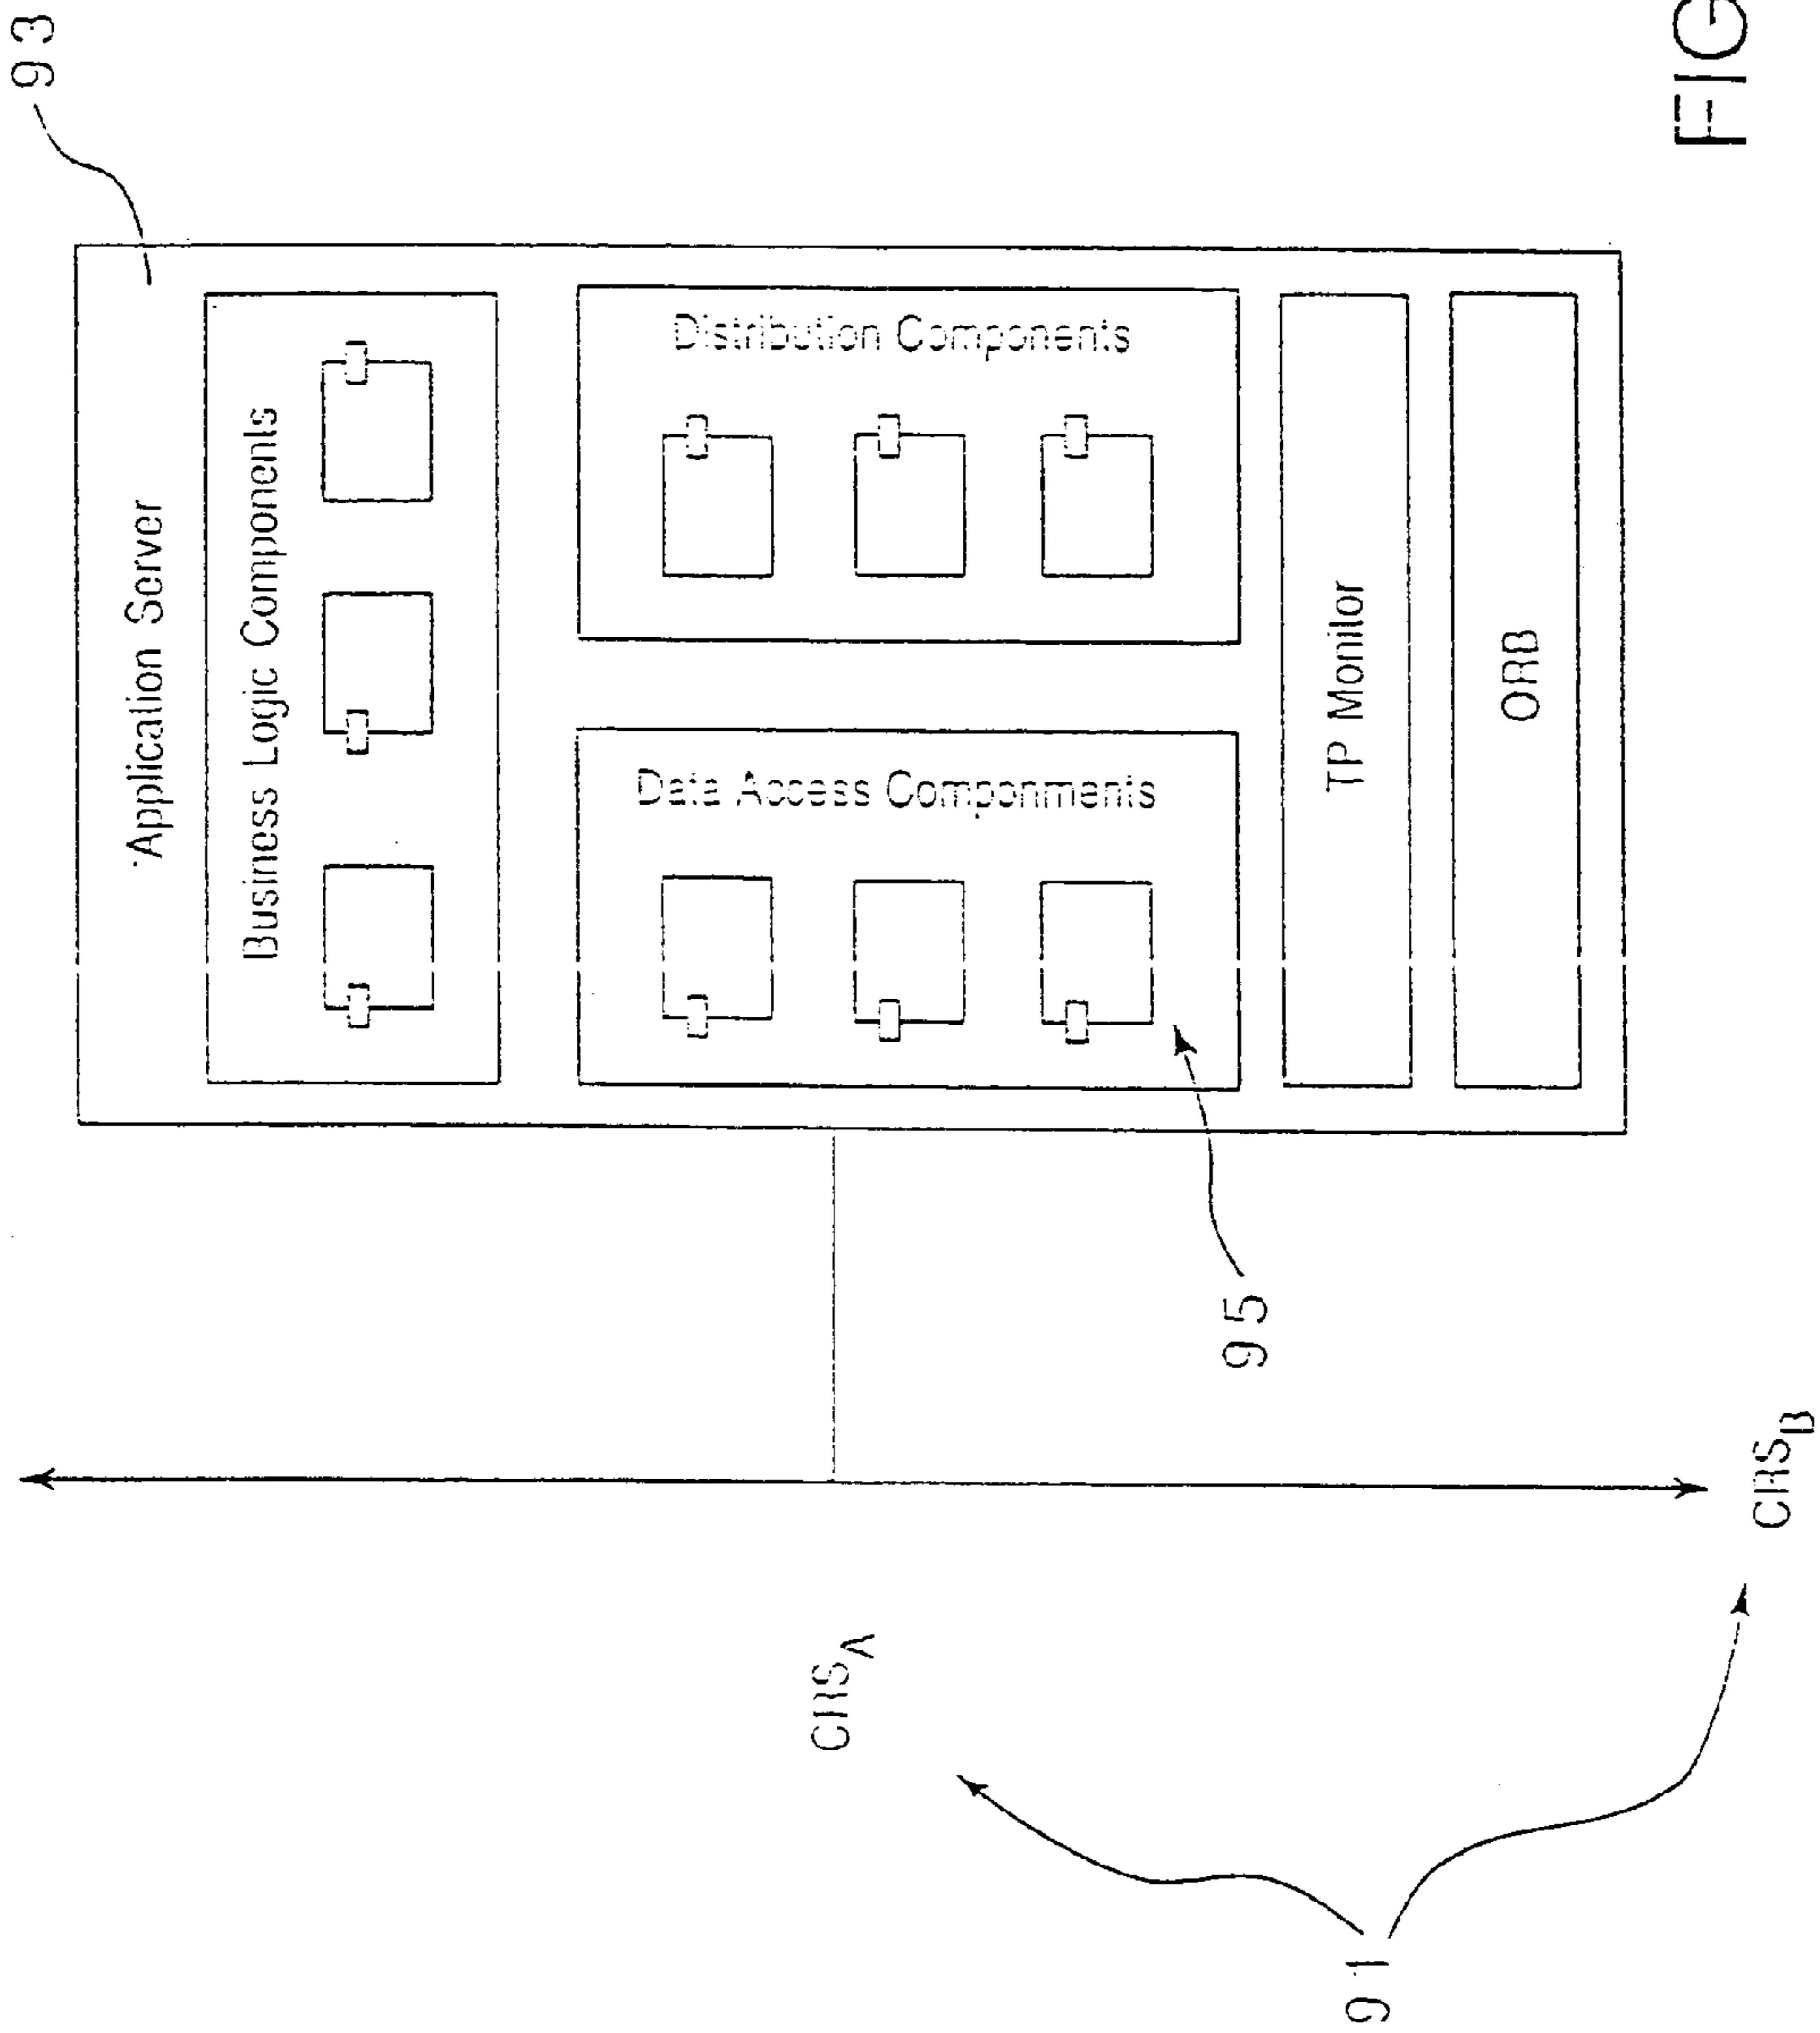 93
Application Server
Business Logic Components
Data Access Componments
Distribution Components
TP Monitor
ORB
95
CRS_A
CRS_B
91
FIG